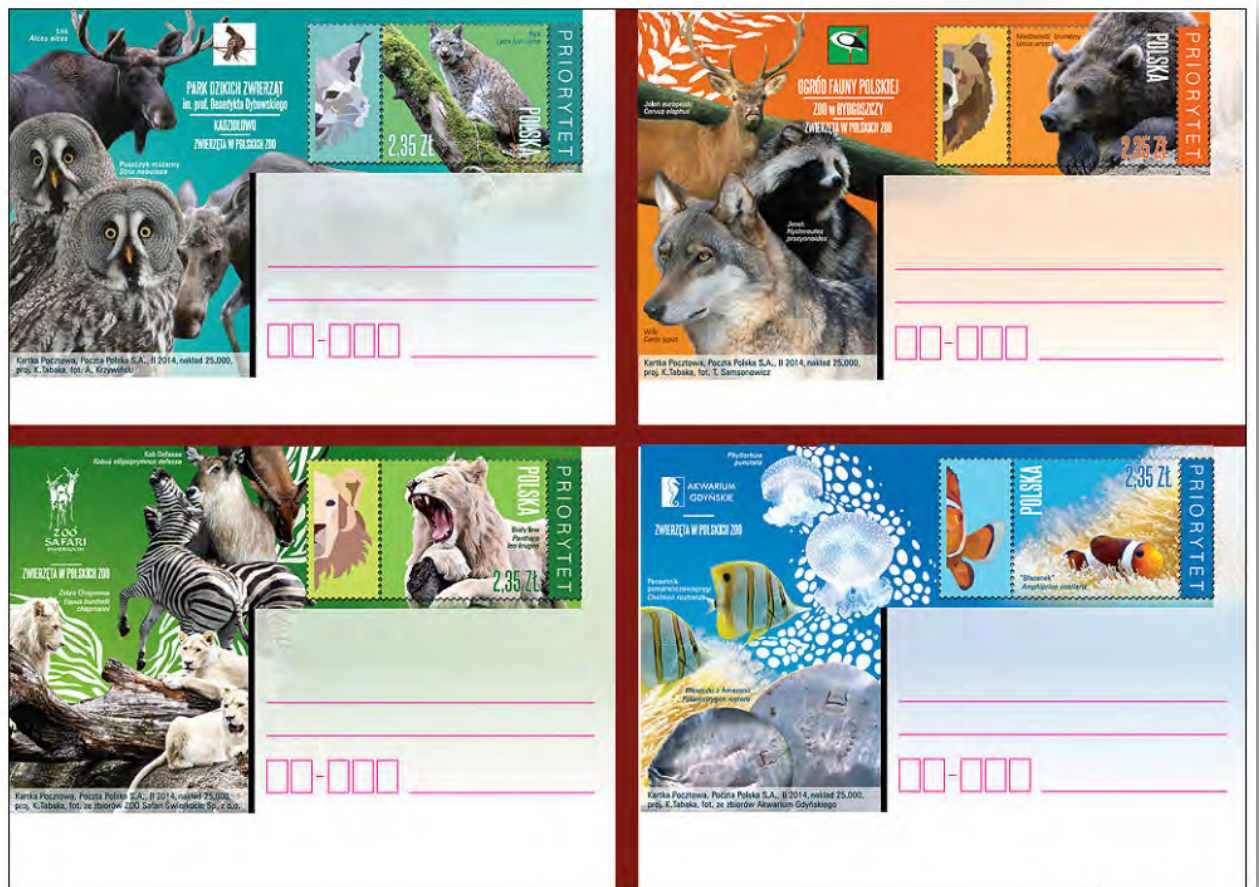 Łoś
Alces alces
PARK DZIKICH ZWIERZĄT
im. prof. Benedykta Dybowskiego
KADZIDŁOWO
ZWIERZĘTA W POLSKICH ZOO
Puszczyk mszarny
Strix nebulosa
Ryś
2,35 ZŁ
POLSKA
PRIORYTET
Kartka Pocztowa, Poczta Polska S.A., II 2014, nakład 25.000,
proj. K.Tabaka, fot. A. Krzywiński
OGRÓD FAUNY POLSKIEJ
ZOO w BYDGOSZCZY
ZWIERZĘTA W POLSKICH ZOO
Jeleń europejski
Cervus elaphus
Jenot
Nyctereutes
procyonoides
Wilk
Canis lupus
Niedźwiedź brunatny
Ursus arctos
POLSKA
2,35 ZŁ
PRIORYTET
Kartka Pocztowa, Poczta Polska S.A., II 2014, nakład 25.000,
proj. K.Tabaka, fot. T. Samsonowicz
Kob Defassa
Kobus ellipsiprymnus defassa
ZOO
SAFARI
ZWIERZĘTA W POLSKICH ZOO
Zebra Chapmana
Equus burchelli
chapmanni
POLSKA
Biały lew
Panthera
leo krugeri
2,35 ZŁ
PRIORYTET
Kartka Pocztowa, Poczta Polska S.A., II 2014, nakład 25.000,
proj. K.Tabaka, fot. ze zbiorów ZOO Safari Świerkocin Sp. z o.o.
Phyllorhiza
punctata
AKWARIUM
GDYŃSKIE
ZWIERZĘTA W POLSKICH ZOO
Pensetnik
Chelmon rostratus
z Amazonii
POLSKA
2,35 ZŁ
"Błazenek"
Amphiprion ocellaris
PRIORYTET
Kartka Pocztowa, Poczta Polska S.A., II 2014, nakład 25.000,
proj. K.Tabaka, fot. ze zbiorów Akwarium Gdyńskiego